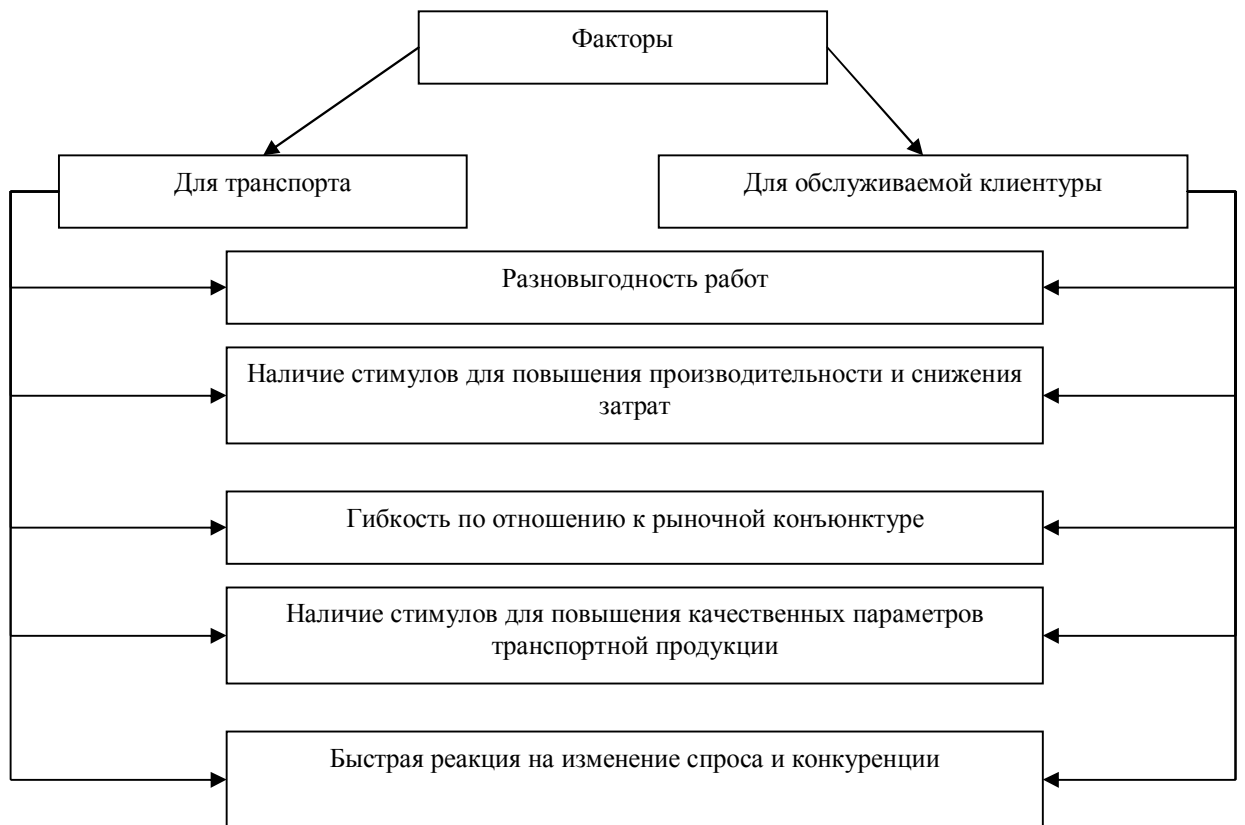 Факторы
Для транспорта
Для обслуживаемой клиентуры
Разновыгодность работ
Наличие стимулов для повышения производительности и снижения
затрат
Гибкость по отношению к рыночной конъюнктуре
Наличие стимулов для повышения качественных параметров
транспортной продукции
Быстрая реакция на изменение спроса и конкуренции